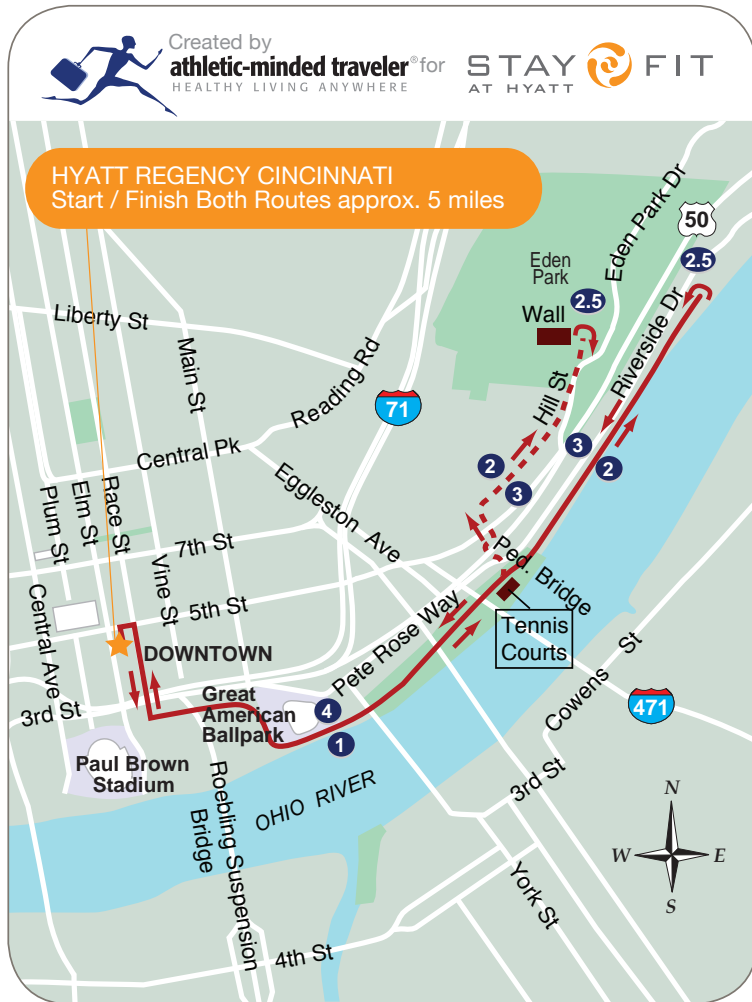 Created by
athletic-minded traveler® for
HEALTHY LIVING ANYWHERE
STAY FIT
AT HYATT
HYATT REGENCY CINCINNATI
Start / Finish Both Routes approx. 5 miles
Eden Park Dr
50
2.5
Eden
Park
2.5
Wall
Liberty St
Main St
Reading Rd
71
Hill St
Riverside Dr
Central Pk
2
3
3
2
Plum St
Elm St
Race St
Eggleston Ave
7th St
Vine St
5th St
Ped. Bridge
Central Ave
Pete Rose Way
Tennis
Courts
DOWNTOWN
3rd St
Great
American
Ballpark
4
1
Cowens St
471
Paul Brown
Stadium
Roebling Suspension
Bridge
OHIO RIVER
3rd St
York St
4th St
N
W
E
S